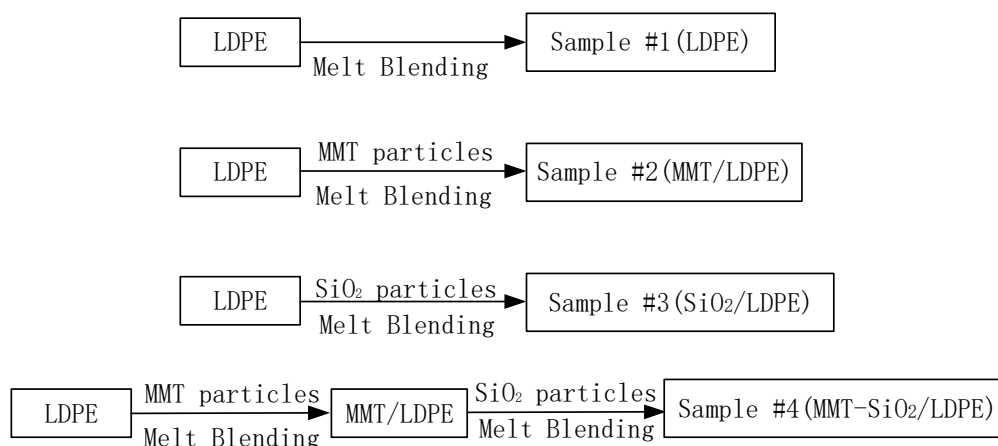 LDPE
Melt Blending
Sample #1(LDPE)
LDPE
MMT particles
Melt Blending
Sample #2(MMT/LDPE)
LDPE
SiO₂ particles
Melt Blending
Sample #3(SiO₂/LDPE)
LDPE
MMT particles
Melt Blending
MMT/LDPE
SiO₂ particles
Melt Blending
Sample #4(MMT-SiO₂/LDPE)